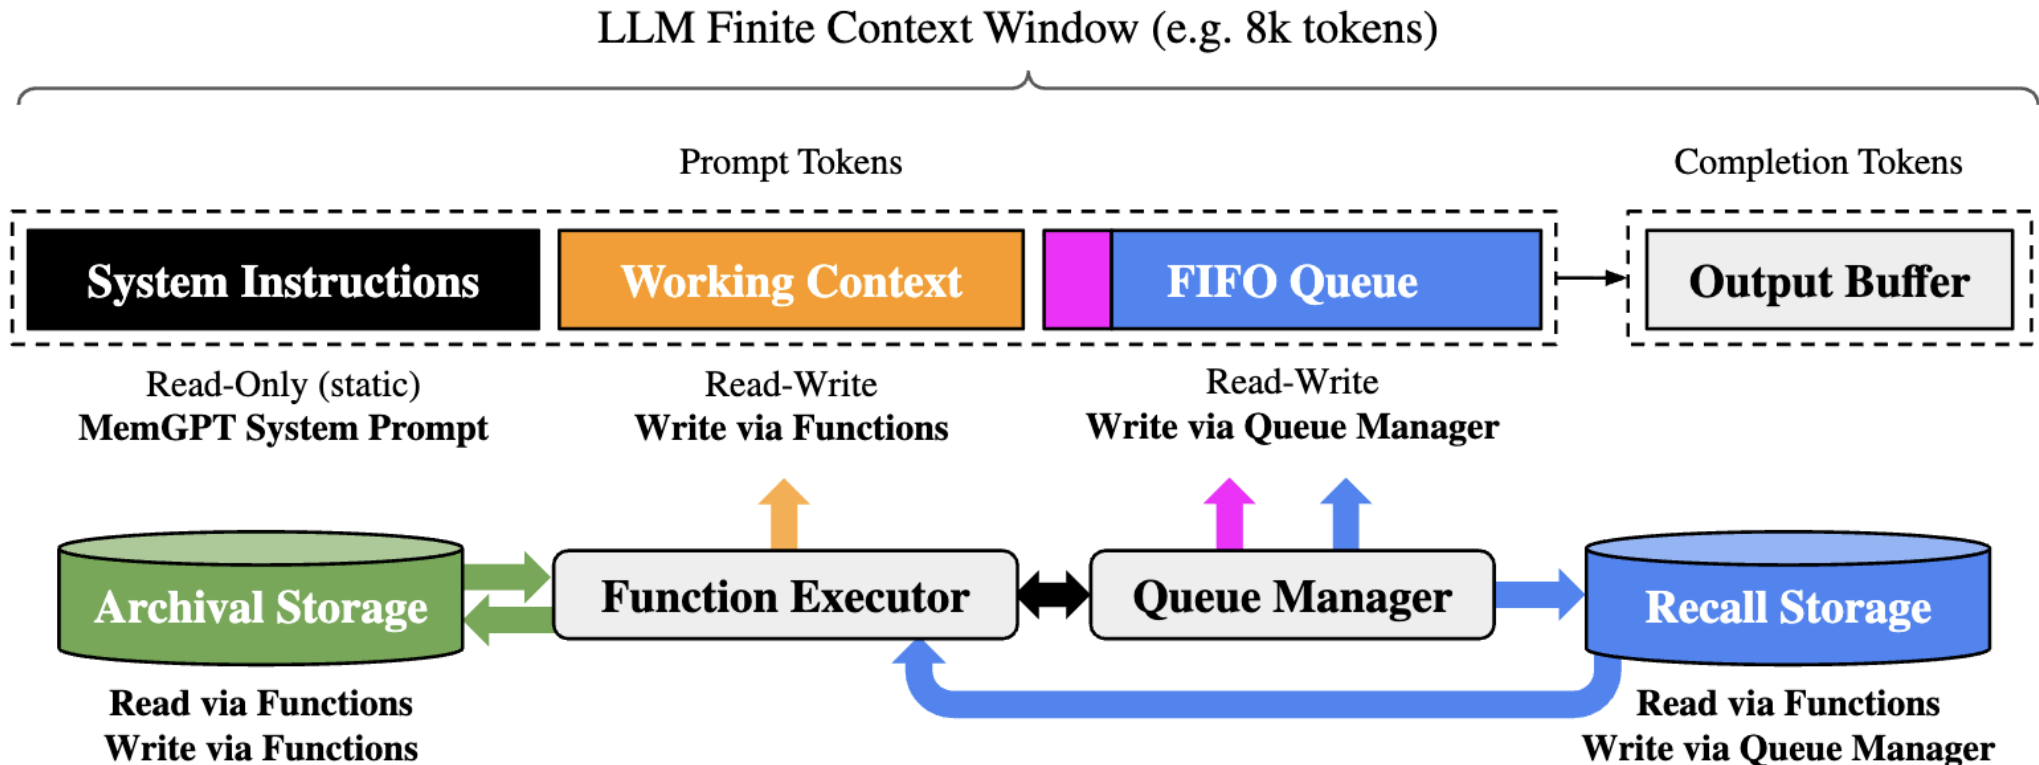 LLM Finite Context Window (e.g. 8k tokens)
Prompt Tokens
Completion Tokens
System Instructions
Working Context
FIFO Queue
Output Buffer
Read-Only (static)
MemGPT System Prompt
Read-Write
Write via Functions
Read-Write
Write via Queue Manager
Archival Storage
Function Executor
Queue Manager
Recall Storage
Read via Functions
Write via Functions
Read via Functions
Write via Queue Manager